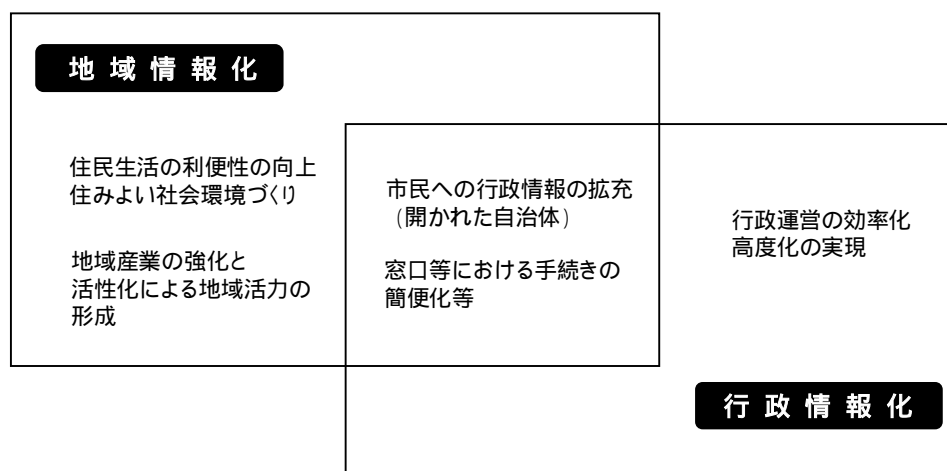 地域情報化
住民生活の利便性の向上
住みよい社会環境づくり
地域産業の強化と
活性化による地域活力の
形成
市民への行政情報の拡充
(開かれた自治体)
窓口等における手続きの
簡便化等
行政運営の効率化
高度化の実現
行政情報化